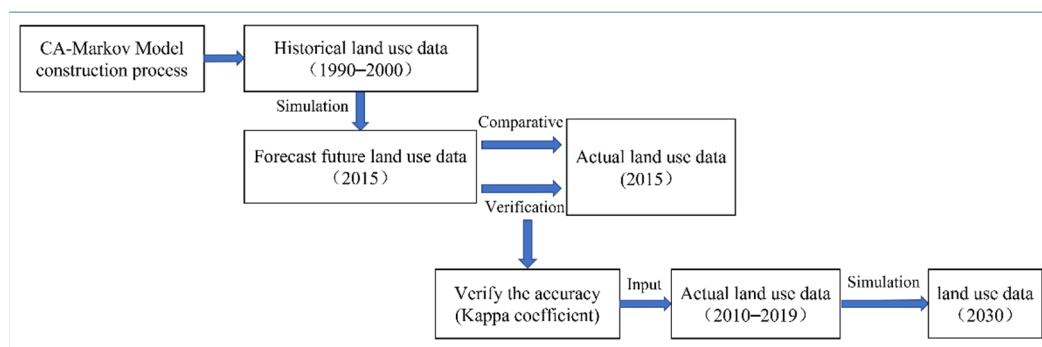 CA-Markov Model
construction process
Historical land use data
（1990–2000）
Simulation
Forecast future land use data
（2015）
Comparative
Verification
Actual land use data
(2015）
Verify the accuracy
(Kappa coefficient)
Input
Actual land use data
（2010–2019）
Simulation
land use data
（2030）